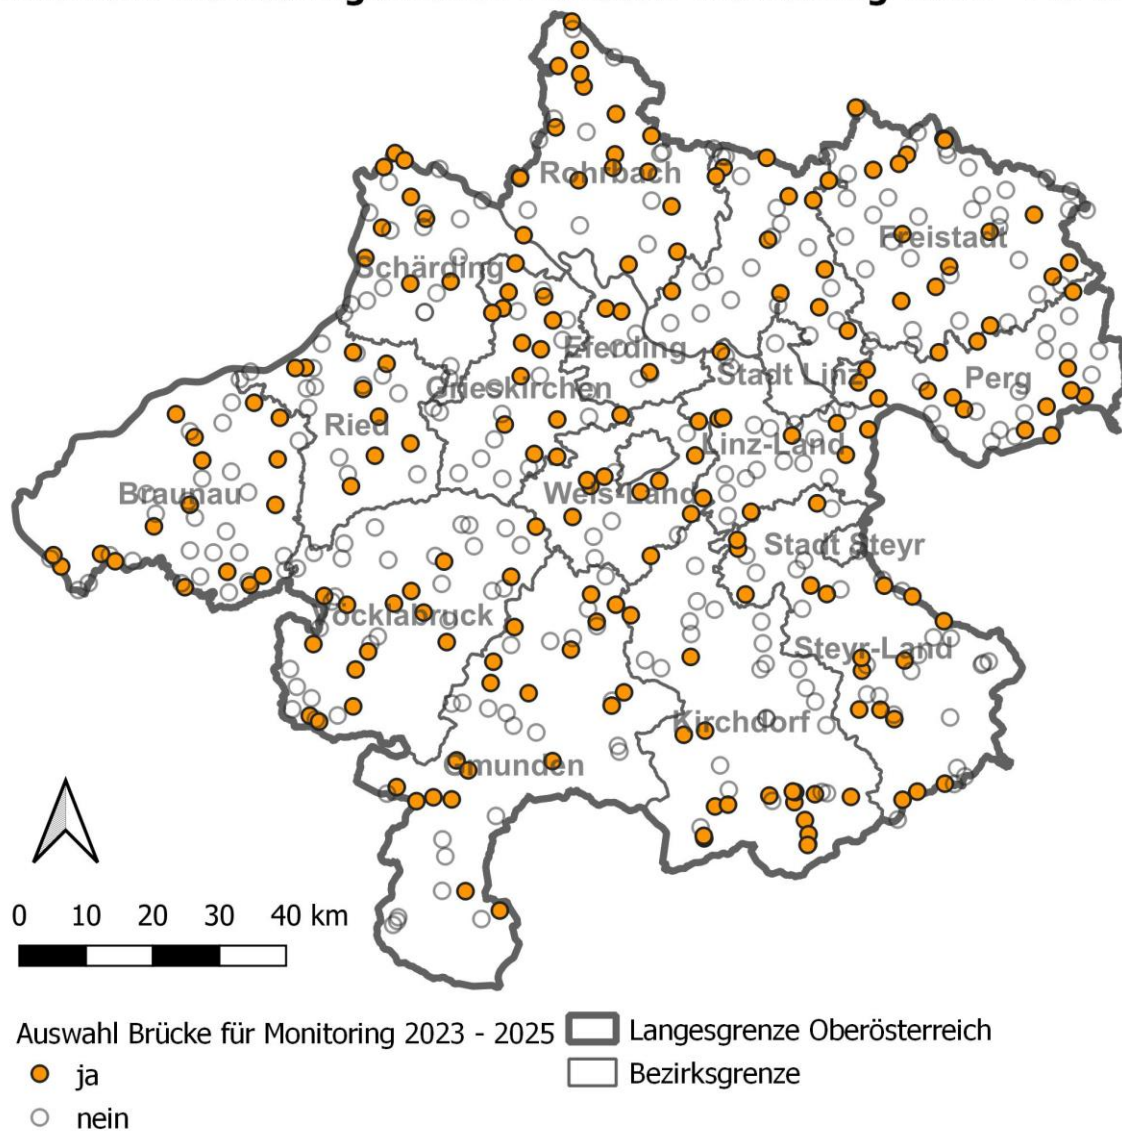 Rohrbach
Freistadt
Schärding
Eferding
Grieskirchen
Stadt Linz
Perg
Ried
Linz-Land
Braunau
Wels-Land
Stadt Steyr
Vöcklabruck
Steyr-Land
Kirchdorf
Gmunden
0 10 20 30 40 km
Auswahl Brücke für Monitoring 2023 - 2025
Langesgrenze Oberösterreich
ja
Bezirksgrenze
nein